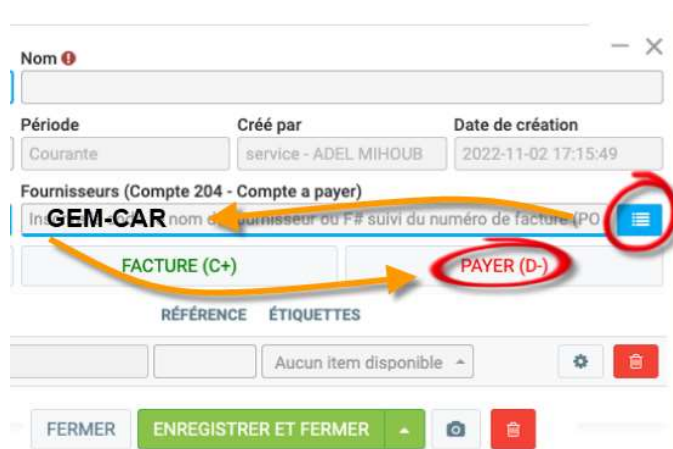 Nom
Période Créé par Date de création
Courante service - ADEL MIHOUB 2022-11-02 17:15:49
Fournisseurs (Compte 204 - Compte a payer)
GEM-CAR nom fournisseur ou F# suivi du numéro de facture (PO
FACTURE (C+) PAYER (D-)
RÉFÉRENCE ÉTIQUETTES
Aucun item disponible
FERMER ENREGISTRER ET FERMER